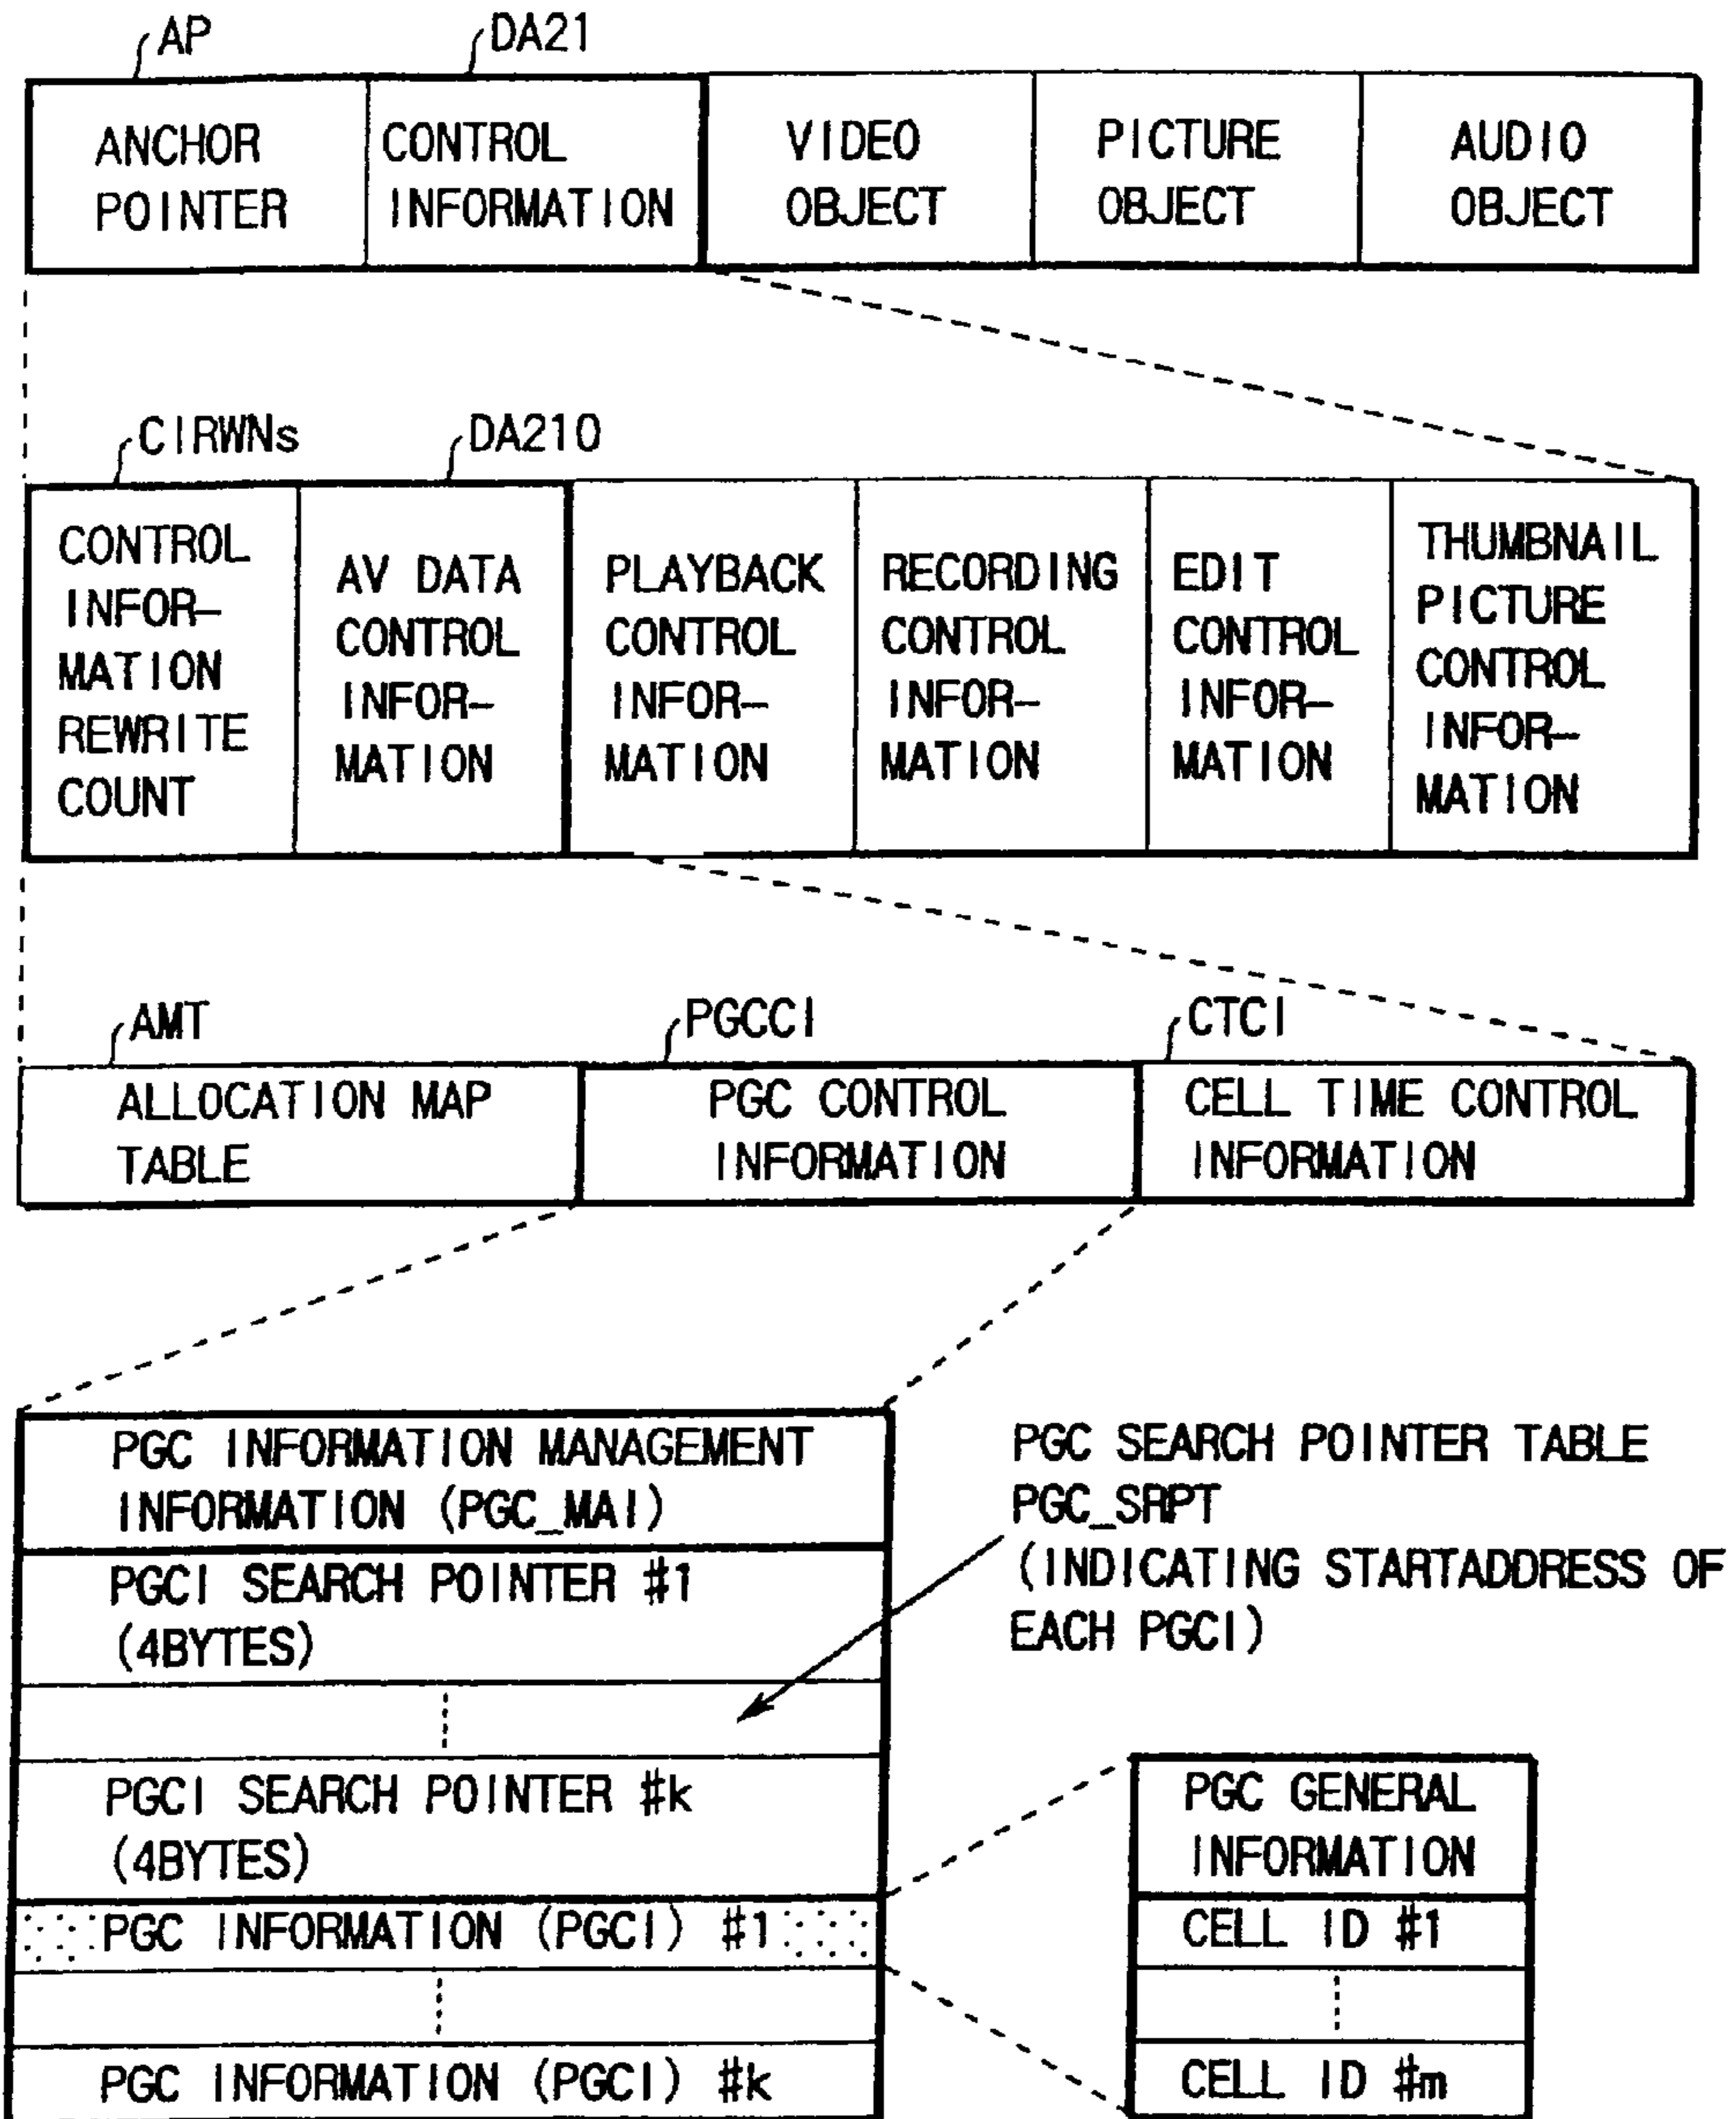 AP
DA21
ANCHOR
POINTER
CONTROL
INFORMATION
VIDEO
OBJECT
PICTURE
OBJECT
AUDIO
OBJECT
CIRWNs
DA210
CONTROL
INFOR-
MATION
REWRITE
COUNT
AV DATA
CONTROL
INFOR-
MATION
PLAYBACK
CONTROL
INFOR-
MATION
RECORDING
CONTROL
INFOR-
MATION
EDIT
CONTROL
INFOR-
MATION
THUMBNAIL
PICTURE
CONTROL
INFOR-
MATION
AMT
PGCCI
CTCI
ALLOCATION MAP
TABLE
PGC CONTROL
INFORMATION
CELL TIME CONTROL
INFORMATION
PGC INFORMATION MANAGEMENT
INFORMATION (PGC_MAI)
PGCI SEARCH POINTER #1
(4BYTES)
PGCI SEARCH POINTER #k
(4BYTES)
PGC INFORMATION (PGCI) #1
PGC INFORMATION (PGCI) #k
PGC SEARCH POINTER TABLE
PGC_SRPT
(INDICATING STARTADDRESS OF
EACH PGCI)
PGC GENERAL
INFORMATION
CELL ID #1
CELL ID #m